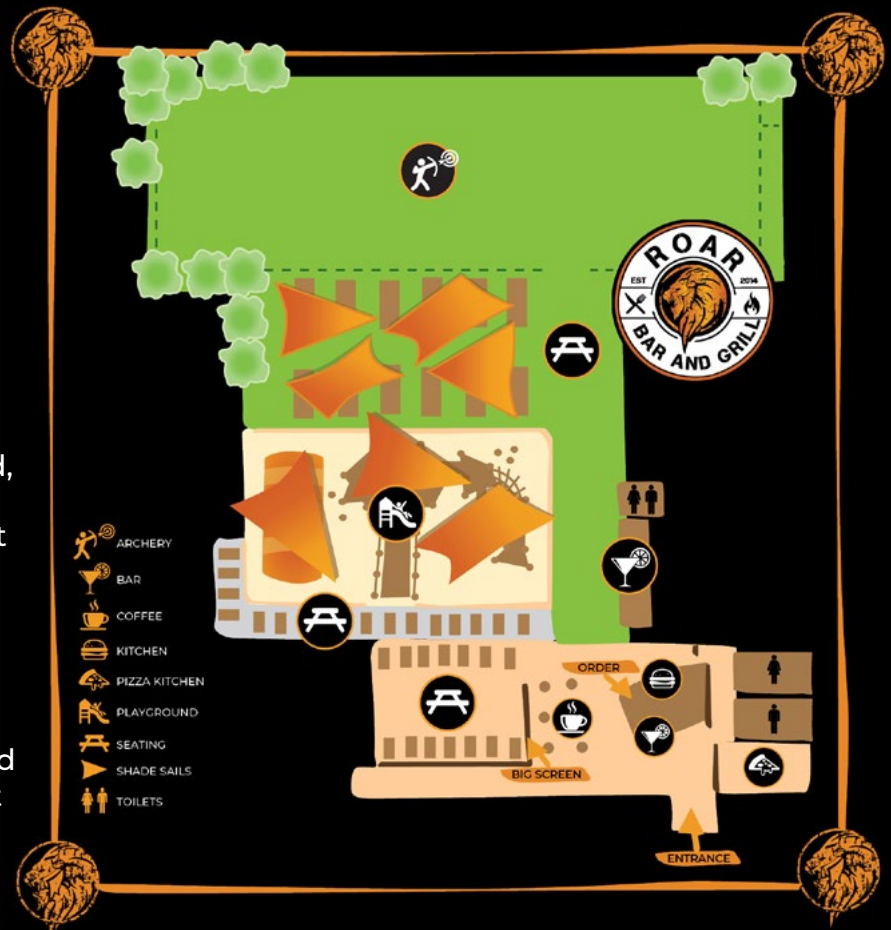 ROAR
EST 2014
BAR AND GRILL
d,
t
ARCHERY
BAR
COFFEE
KITCHEN
PIZZA KITCHEN
PLAYGROUND
SEATING
SHADE SAILS
TOILETS
d
ORDER
BIG SCREEN
ENTRANCE